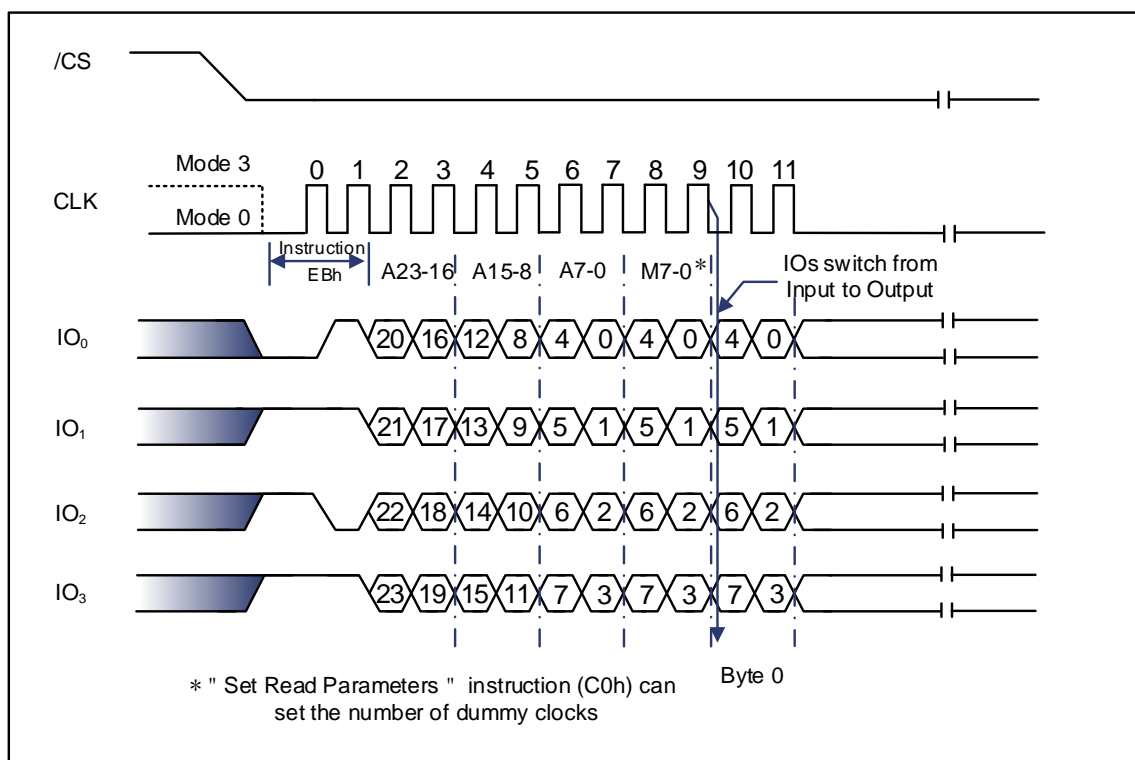 /CS
Mode 3
0 1 2 3 4 5 6 7 8 9 10 11
CLK
Mode 0
Instruction
EBh
A23-16 A15-8 A7-0 M7-0*
IOs switch from
Input to Output
IO0 20 16 12 8 4 0 4 0 4 0
IO1 21 17 13 9 5 1 5 1 5 1
IO2 22 18 14 10 6 2 6 2 6 2
IO3 23 19 15 11 7 3 7 3 7 3
Byte 0
* " Set Read Parameters " instruction (C0h) can
set the number of dummy clocks